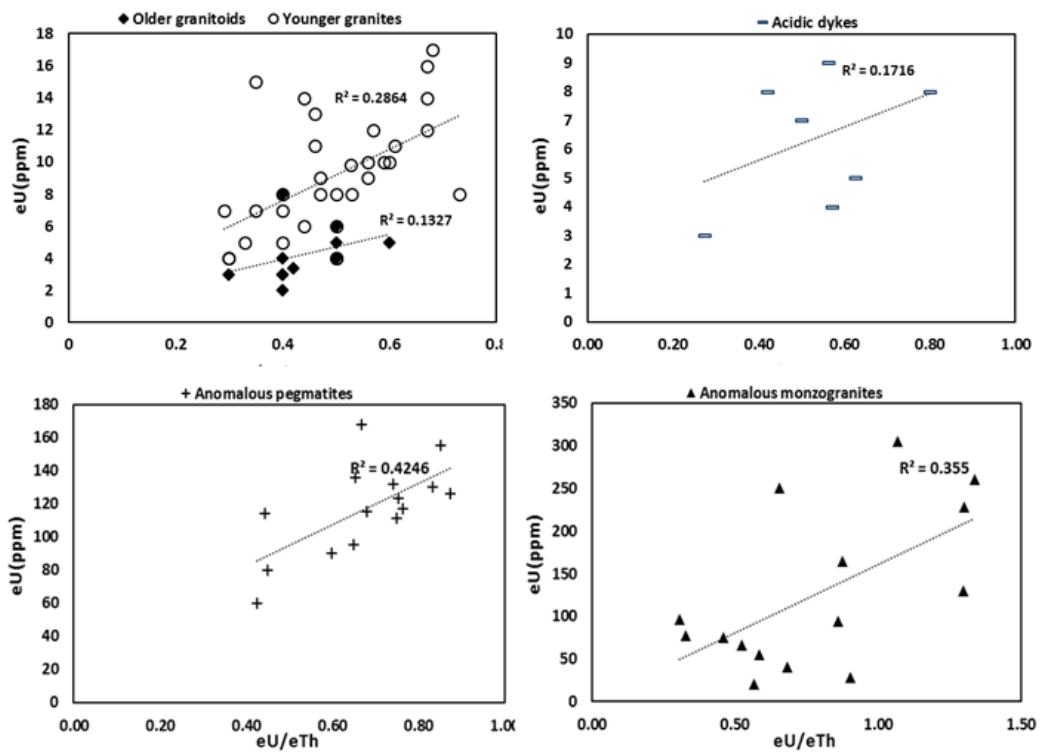 Older granitoids Younger granites
18
16
14
12
10
8
6
4
2
0
eU(ppm)
R² = 0.2864
R² = 0.1327
0 0.2 0.4 0.6 0.8
Acidic dykes
10
9
8
7
6
5
4
3
2
1
0
eU(ppm)
R² = 0.1716
0.00 0.20 0.40 0.60 0.80 1.00
Anomalous pegmatites
180
160
140
120
100
80
60
40
20
0
eU(ppm)
R² = 0.4246
0.00 0.20 0.40 0.60 0.80 1.00
eU/eTh
Anomalous monzogranites
350
300
250
200
150
100
50
0
eU(ppm)
R² = 0.355
0.00 0.50 1.00 1.50
eU/eTh